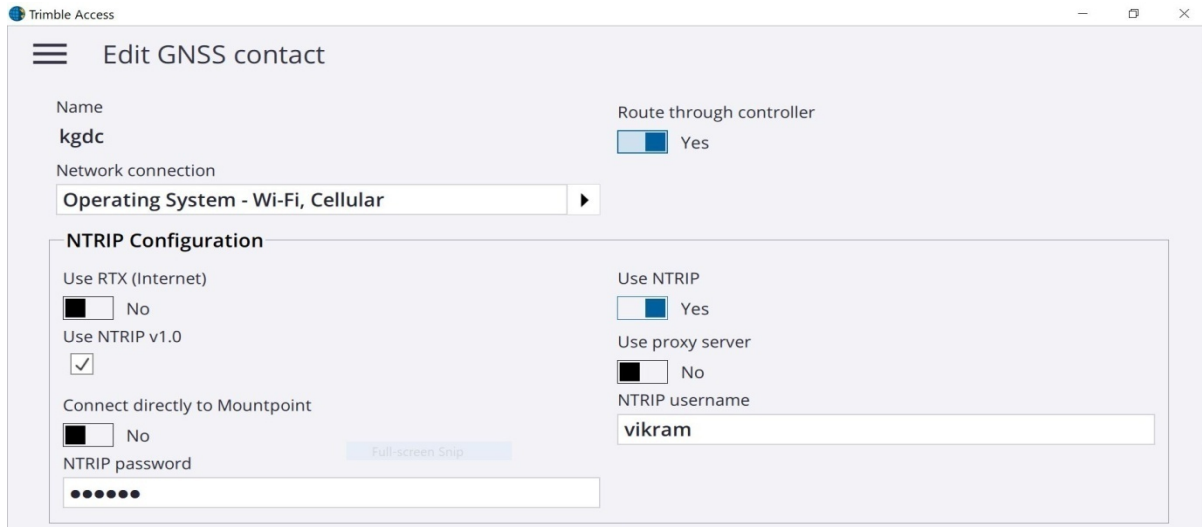 Trimble Access
Edit GNSS contact
Name
kgdc
Route through controller
Yes
Network connection
Operating System - Wi-Fi, Cellular
NTRIP Configuration
Use RTX (Internet)
No
Use NTRIP
Yes
Use NTRIP v1.0
Use proxy server
No
Connect directly to Mountpoint
No
NTRIP username
vikram
Full-screen Snip
NTRIP password
••••••